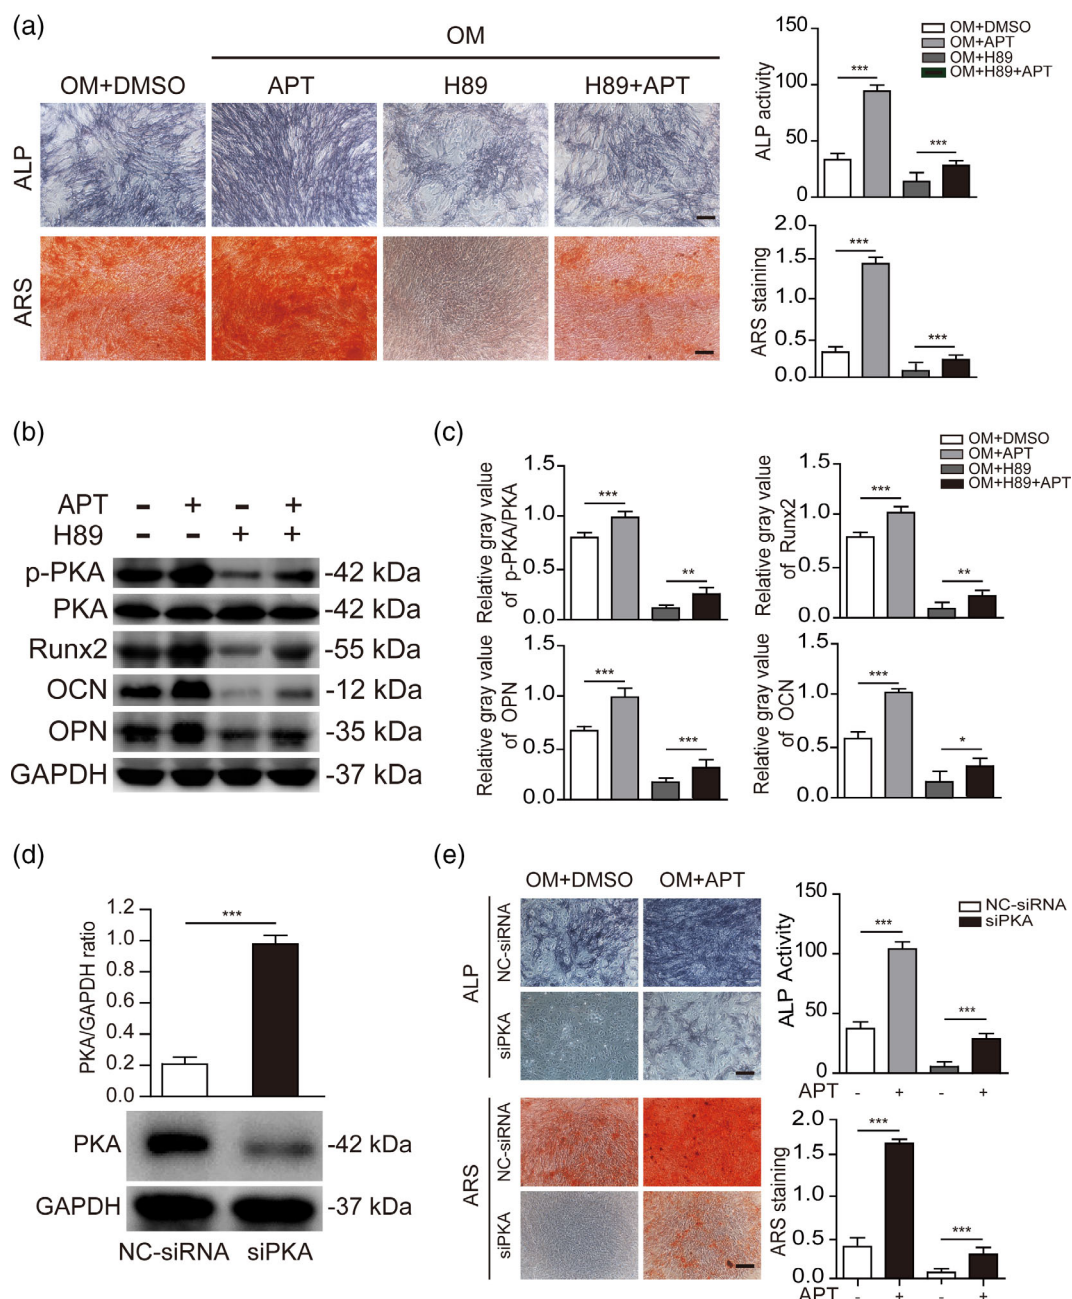 (a)
OM
OM+DMSO APT H89 H89+APT
ALP
ARS
OM+DMSO
OM+APT
OM+H89
OM+H89+APT
ALP activity
150
100
50
0
***
***
ARS staining
2.0
1.5
1.0
0.5
0.0
***
***
(b)
APT - + - +
H89 - - + +
p-PKA -42 kDa
PKA -42 kDa
Runx2 -55 kDa
OCN -12 kDa
OPN -35 kDa
GAPDH -37 kDa
(c)
OM+DMSO
OM+APT
OM+H89
OM+H89+APT
Relative gray value
of p-PKA/PKA
1.5
1.0
0.5
0.0
***
**
Relative gray value
of Runx2
1.5
1.0
0.5
0.0
***
**
Relative gray value
of OPN
1.5
1.0
0.5
0.0
***
***
Relative gray value
of OCN
1.5
1.0
0.5
0.0
***
*
(d)
PKA/GAPDH ratio
1.2
1.0
0.8
0.6
0.4
0.2
0.0
***
PKA -42 kDa
GAPDH -37 kDa
NC-siRNA siPKA
(e)
OM+DMSO OM+APT
ALP
NC-siRNA
siPKA
ARS
NC-siRNA
siPKA
NC-siRNA
siPKA
ALP Activity
150
100
50
0
***
***
APT - + - +
ARS staining
2.0
1.5
1.0
0.5
0.0
***
***
APT - + - +